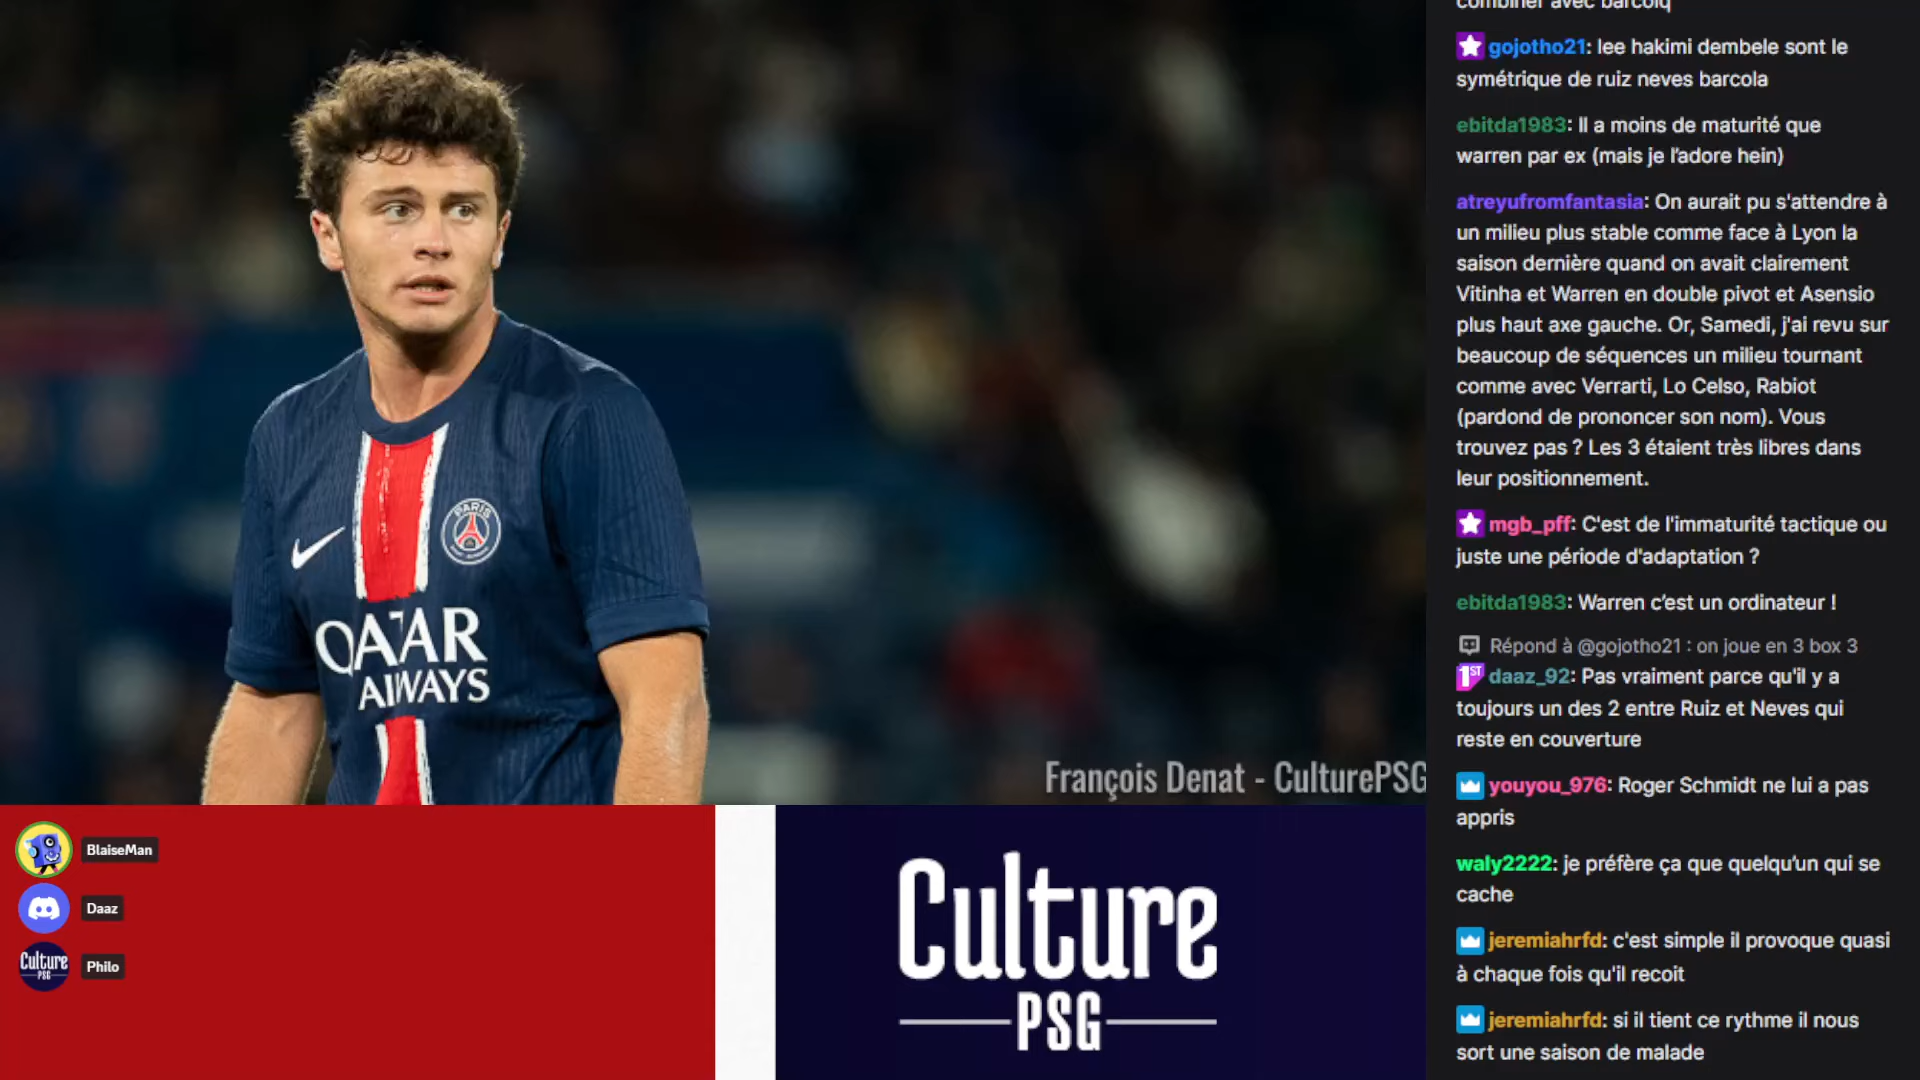 combiner avec barcolq
gojotho21: lee hakimi dembele sont le
symétrique de ruiz neves barcola
ebitda1983: Il a moins de maturité que
warren par ex (mais je l’adore hein)
atreyufromfantasia: On aurait pu s'attendre à
un milieu plus stable comme face à Lyon la
saison dernière quand on avait clairement
Vitinha et Warren en double pivot et Asensio
plus haut axe gauche. Or, Samedi, j'ai revu sur
beaucoup de séquences un milieu tournant
comme avec Verrarti, Lo Celso, Rabiot
(pardond de prononcer son nom). Vous
trouvez pas ? Les 3 étaient très libres dans
leur positionnement.
mgb_pff: C'est de l'immaturité tactique ou
juste une période d'adaptation ?
ebitda1983: Warren c’est un ordinateur !
Répond à @gojotho21 : on joue en 3 box 3
1ST daaz_92: Pas vraiment parce qu'il y a
toujours un des 2 entre Ruiz et Neves qui
reste en couverture
youyou_976: Roger Schmidt ne lui a pas
appris
waly2222: je préfère ça que quelqu’un qui se
cache
jeremiahrfd: c'est simple il provoque quasi
à chaque fois qu'il recoit
jeremiahrfd: si il tient ce rythme il nous
sort une saison de malade
PARIS
QATAR
AIRWAYS
François Denat - CulturePSG
BlaiseMan
Daaz
Culture
PSG
Philo
Culture
PSG